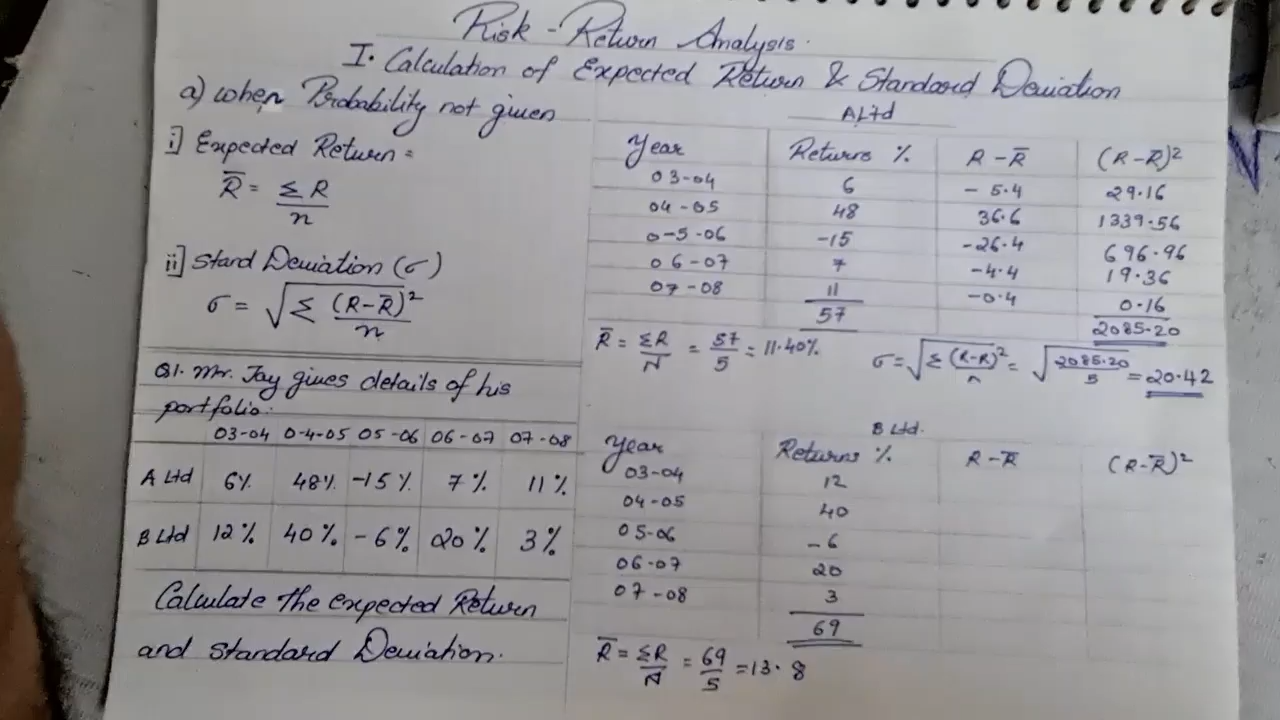 Risk - Return Analysis.
I. Calculation of Expected Return & Standard Deviation
a) when Probability not given
i] Expected Return =
R̅ = ΣR / n
ii] Stard Deviation (σ)
σ = √Σ (R-R̅)² / n
Q1. Mr. Jay gives details of his
portfolio:
03-04 0-4-05 05-06 06-07 07-08
A Ltd 6% 48% -15% 7% 11%
B Ltd 12% 40% -6% 20% 3%
Calculate the expected Return
and Standard Deviation.
A Ltd
Year Returns % R-R̅ (R-R̅)²
03-04 6 -5.4 29.16
04-05 48 36.6 1339.56
0-5-06 -15 -26.4 696.96
06-07 7 -4.4 19.36
07-08 11 -0.4 0.16
57 2085.20
R̅ = ΣR / N = 57 / 5 = 11.40% σ = √Σ (R-R)² / n = √2085.20 / 5 = 20.42
B Ltd.
Year Returns % R-R̅ (R-R̅)²
03-04 12
04-05 40
05-06 -6
06-07 20
07-08 3
69
R̅ = ΣR / N = 69 / 5 = 13.8